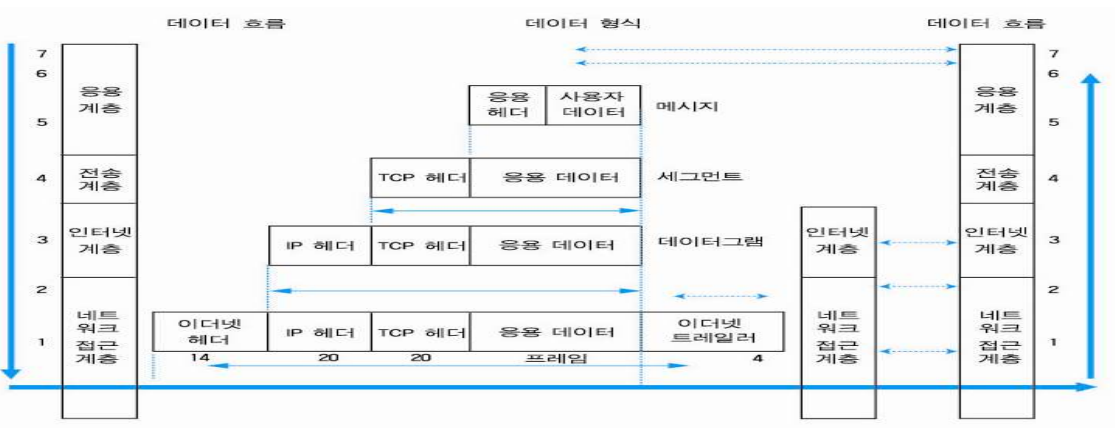 데이터 흐름
데이터 형식
데이터 흐름
7
6
5
4
3
2
1
응용
계층
전송
계층
인터넷
계층
네트
워크
접근
계층
응용
헤더
사용자
데이터
메시지
TCP 헤더
응용 데이터
세그먼트
IP 헤더
TCP 헤더
응용 데이터
데이터그램
이더넷
헤더
IP 헤더
TCP 헤더
응용 데이터
이더넷
트레일러
14
20
20
프레임
4
인터넷
계층
네트
워크
접근
계층
응용
계층
전송
계층
인터넷
계층
네트
워크
접근
계층
7
6
5
4
3
2
1